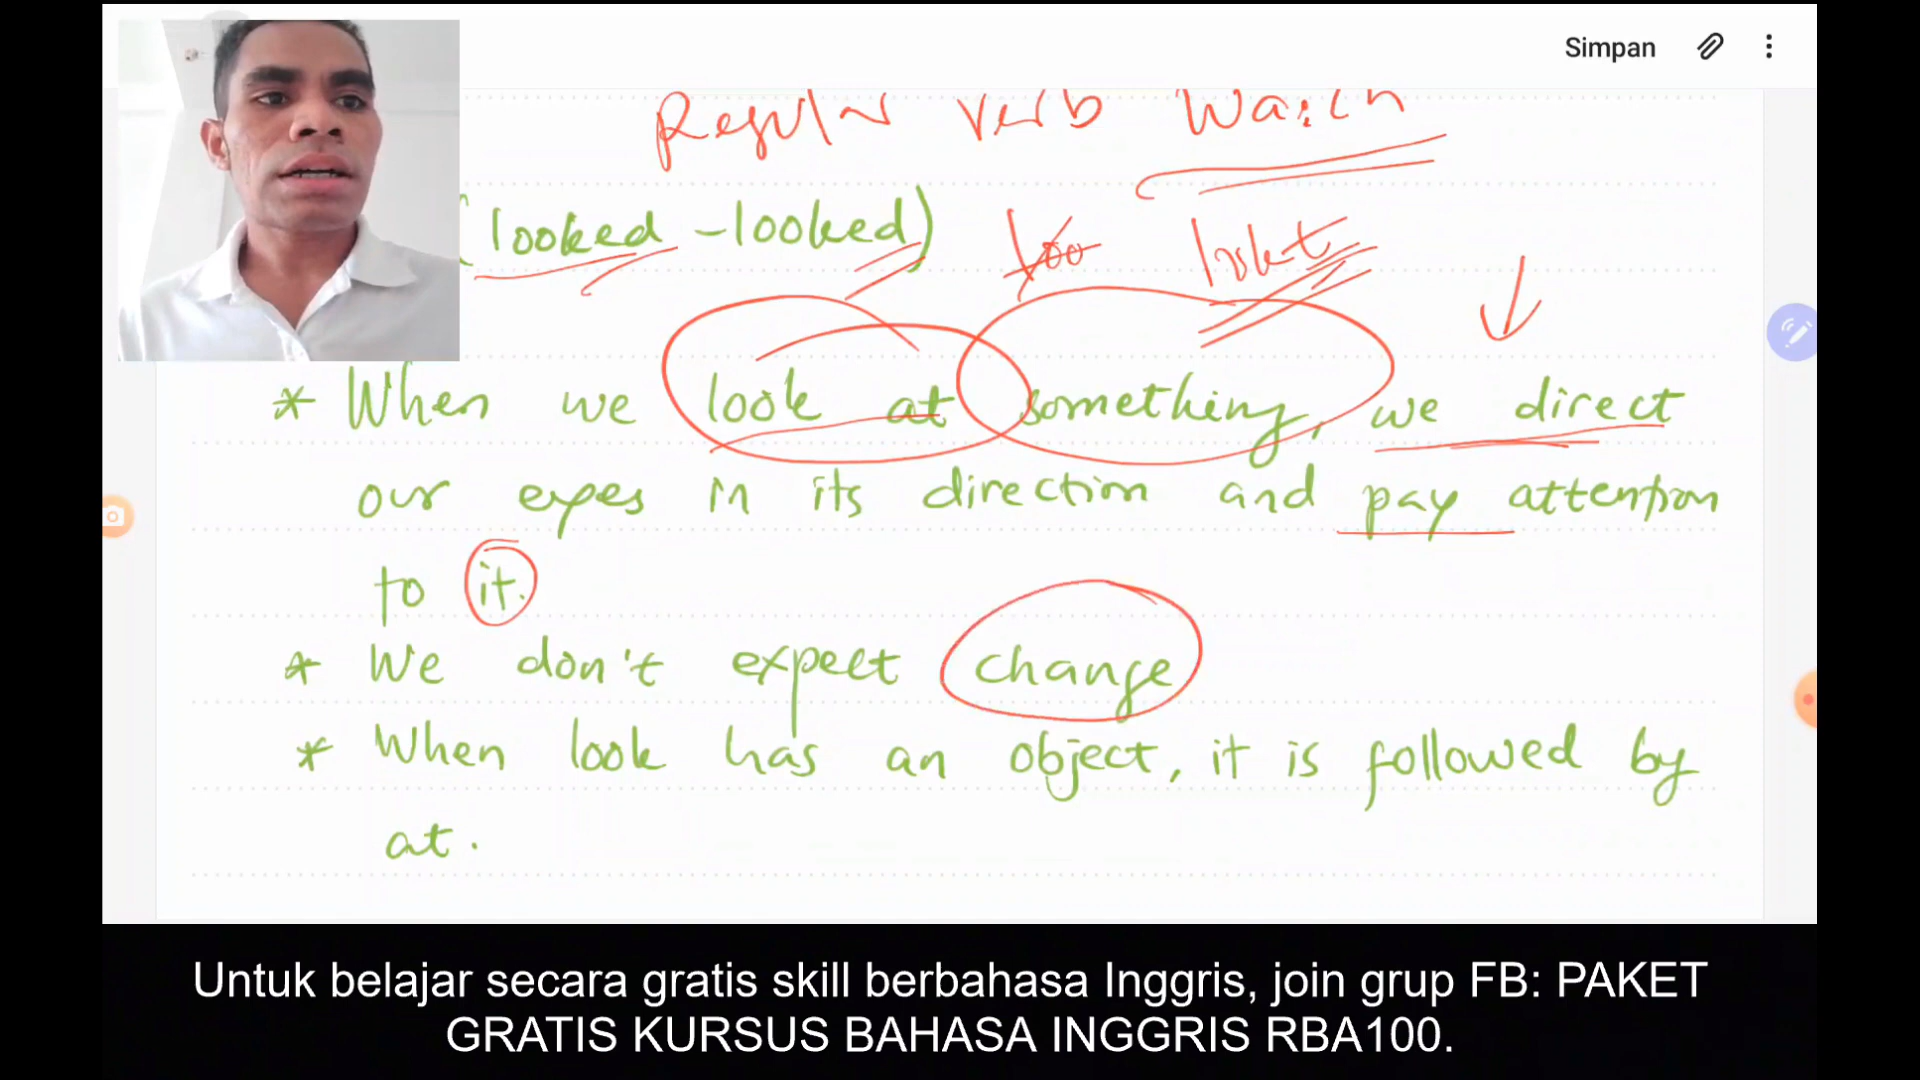 Simpan
Regular verb Watch
(looked - looked) loo lookt
* When we look at something, we direct
our eyes in its direction and pay attention
to it.
* We don't expect change
* When look has an object, it is followed by
at.
Untuk belajar secara gratis skill berbahasa Inggris, join grup FB: PAKET
GRATIS KURSUS BAHASA INGGRIS RBA100.